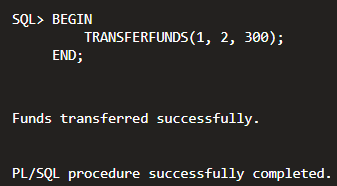 SQL> BEGIN
TRANSFERFUNDS(1, 2, 300);
END;
Funds transferred successfully.
PL/SQL procedure successfully completed.